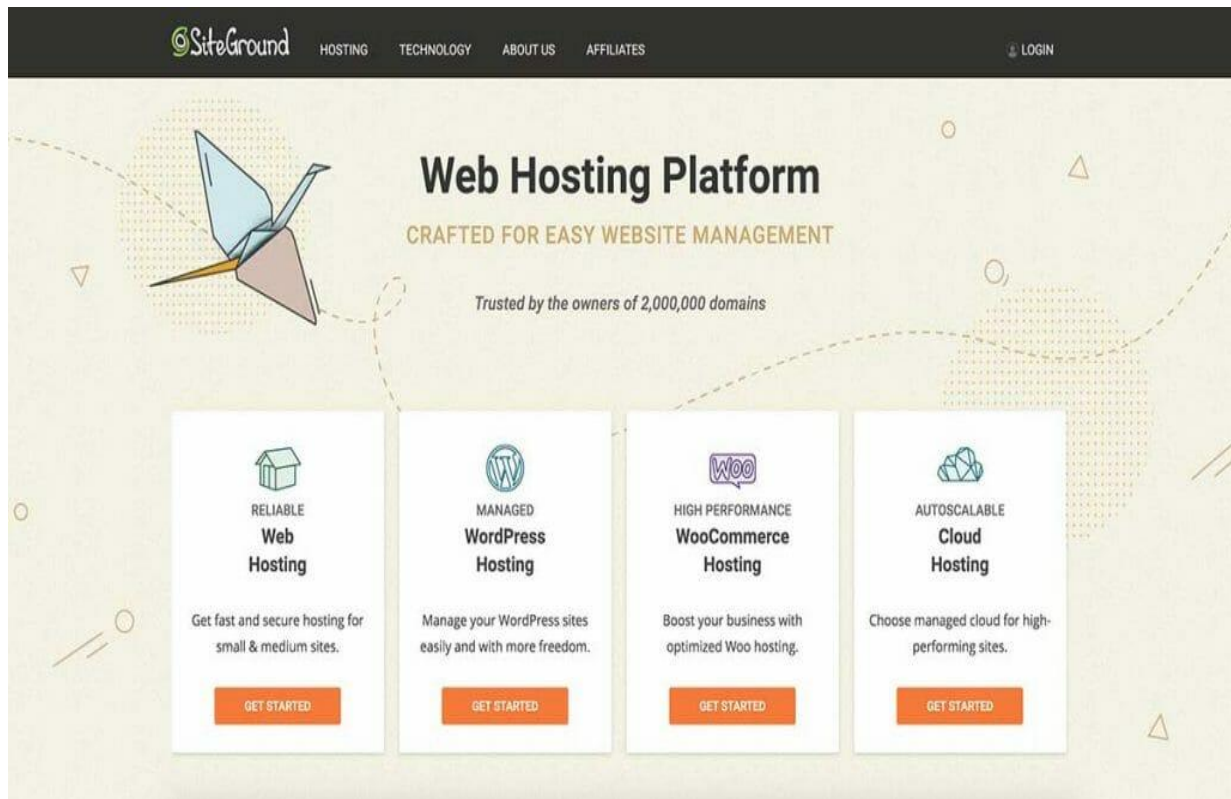 SiteGround HOSTING TECHNOLOGY ABOUT US AFFILIATES LOGIN
Web Hosting Platform
CRAFTED FOR EASY WEBSITE MANAGEMENT
Trusted by the owners of 2,000,000 domains
RELIABLE
Web
Hosting
Get fast and secure hosting for
small & medium sites.
GET STARTED
MANAGED
WordPress
Hosting
Manage your WordPress sites
easily and with more freedom.
GET STARTED
WOO
HIGH PERFORMANCE
WooCommerce
Hosting
Boost your business with
optimized Woo hosting.
GET STARTED
AUTOSCALABLE
Cloud
Hosting
Choose managed cloud for high-
performing sites.
GET STARTED